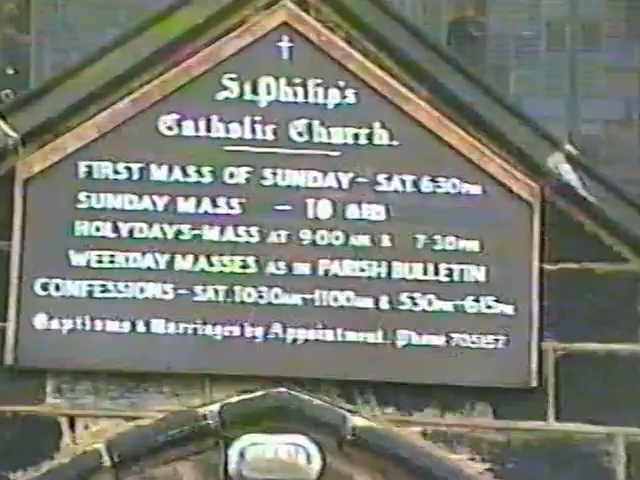 St Philip's
Catholic Church.
FIRST MASS OF SUNDAY - SAT. 6:30PM
SUNDAY MASS - 10
HOLYDAYS - MASS AT 9:00 AM & 7:30PM
WEEKDAY MASSES AS IN PARISH BULLETIN
CONFESSIONS - SAT. 10:30AM - 11:00AM & 5:30PM - 6:15PM
Baptisms & Marriages by Appointment. Phone 705157